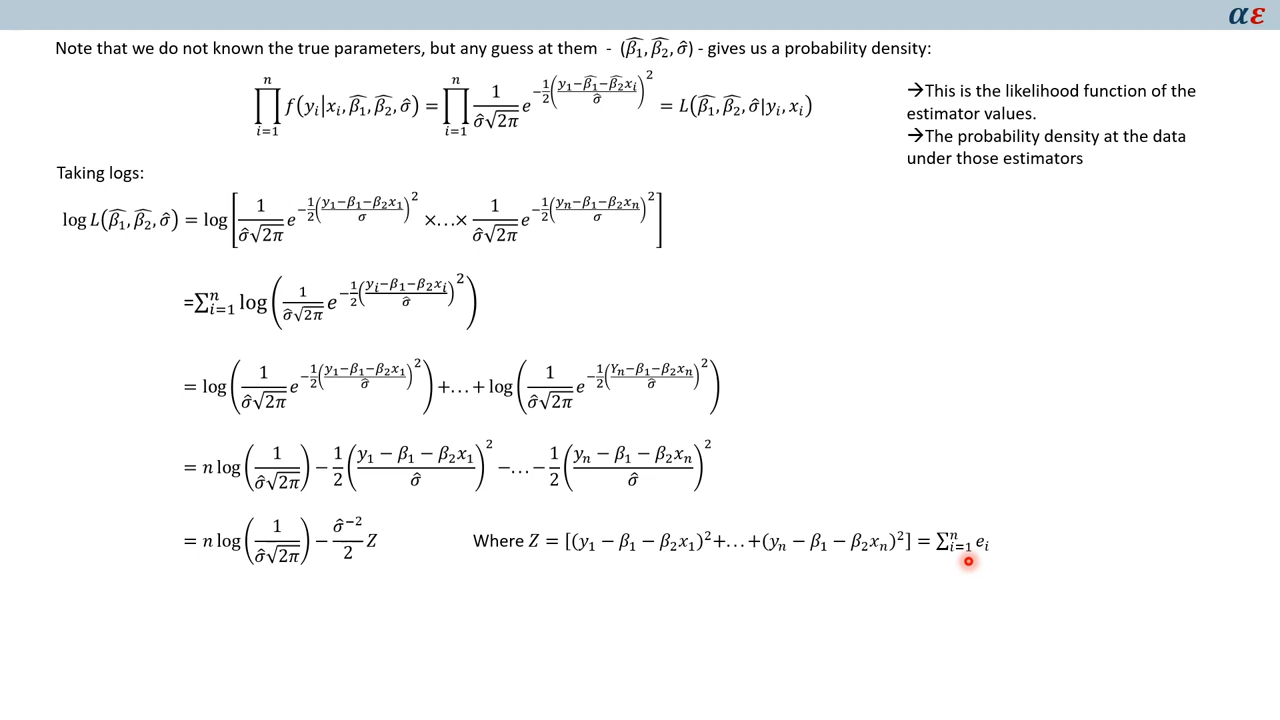 αε
Note that we do not known the true parameters, but any guess at them - (β̂₁, β̂₂, σ̂) - gives us a probability density:
∏ᵢ₌₁ⁿ f(yᵢ|xᵢ, β̂₁, β̂₂, σ̂) = ∏ᵢ₌₁ⁿ 1/(σ̂√2π) e^(−½((y₁−β̂₁−β̂₂xᵢ)/σ̂)²) = L(β̂₁, β̂₂, σ̂|yᵢ, xᵢ)
→This is the likelihood function of the
estimator values.
→The probability density at the data
under those estimators
Taking logs:
log L(β̂₁, β̂₂, σ̂) = log[1/(σ̂√2π) e^(−½((y₁−β₁−β₂x₁)/σ)²) ×…× 1/(σ̂√2π) e^(−½((yₙ−β₁−β₂xₙ)/σ)²)]
=∑ᵢ₌₁ⁿ log(1/(σ̂√2π) e^(−½((yᵢ−β₁−β₂xᵢ)/σ̂)²))
= log(1/(σ̂√2π) e^(−½((y₁−β₁−β₂x₁)/σ̂)²)) +…+ log(1/(σ̂√2π) e^(−½((Yₙ−β₁−β₂xₙ)/σ̂)²))
= n log(1/(σ̂√2π)) − ½((y₁ − β₁ − β₂x₁)/σ̂)² −…− ½((yₙ − β₁ − β₂xₙ)/σ̂)²
= n log(1/(σ̂√2π)) − σ̂⁻²/2 Z Where Z = [(y₁ − β₁ − β₂x₁)²+…+(yₙ − β₁ − β₂xₙ)²] = ∑ᵢ₌₁ⁿ eᵢ